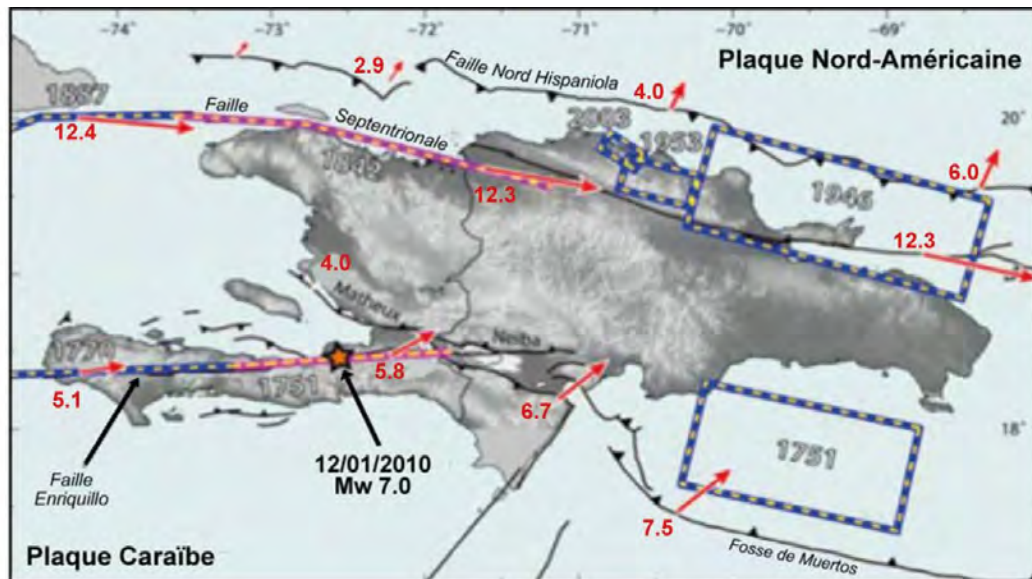 -74°
-73°
-72°
-71°
-70°
-69°
Plaque Nord-Américaine
2.9
Faille Nord Hispaniola
4.0
20°
1887
12.4
Faille
Septentrionale
2003
1953
1842
12.3
6.0
1946
12.3
4.0
Matheux
Neiba
1770
5.1
1751
5.8
6.7
18°
1751
12/01/2010
Mw 7.0
Faille
Enriquillo
7.5
Plaque Caraïbe
Fosse de Muertos